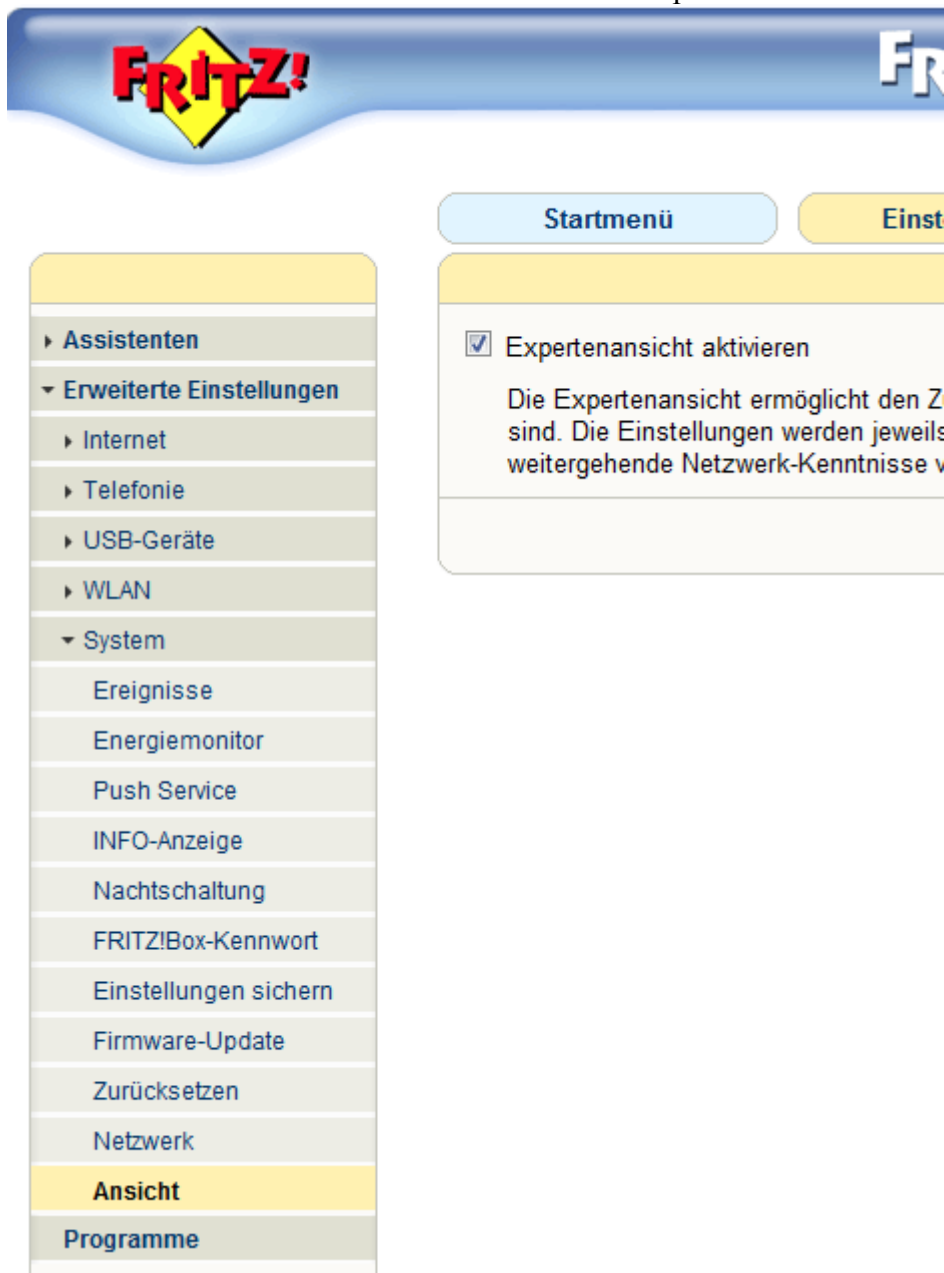 FRITZ!
Startmenü
Assistenten
Erweiterte Einstellungen
Internet
Telefonie
USB-Geräte
WLAN
System
Ereignisse
Energiemonitor
Push Service
INFO-Anzeige
Nachtschaltung
FRITZ!Box-Kennwort
Einstellungen sichern
Firmware-Update
Zurücksetzen
Netzwerk
Ansicht
Programme
Expertenansicht aktivieren
Die Expertenansicht ermöglicht den
sind. Die Einstellungen werden jeweils
weitergehende Netzwerk-Kenntnisse